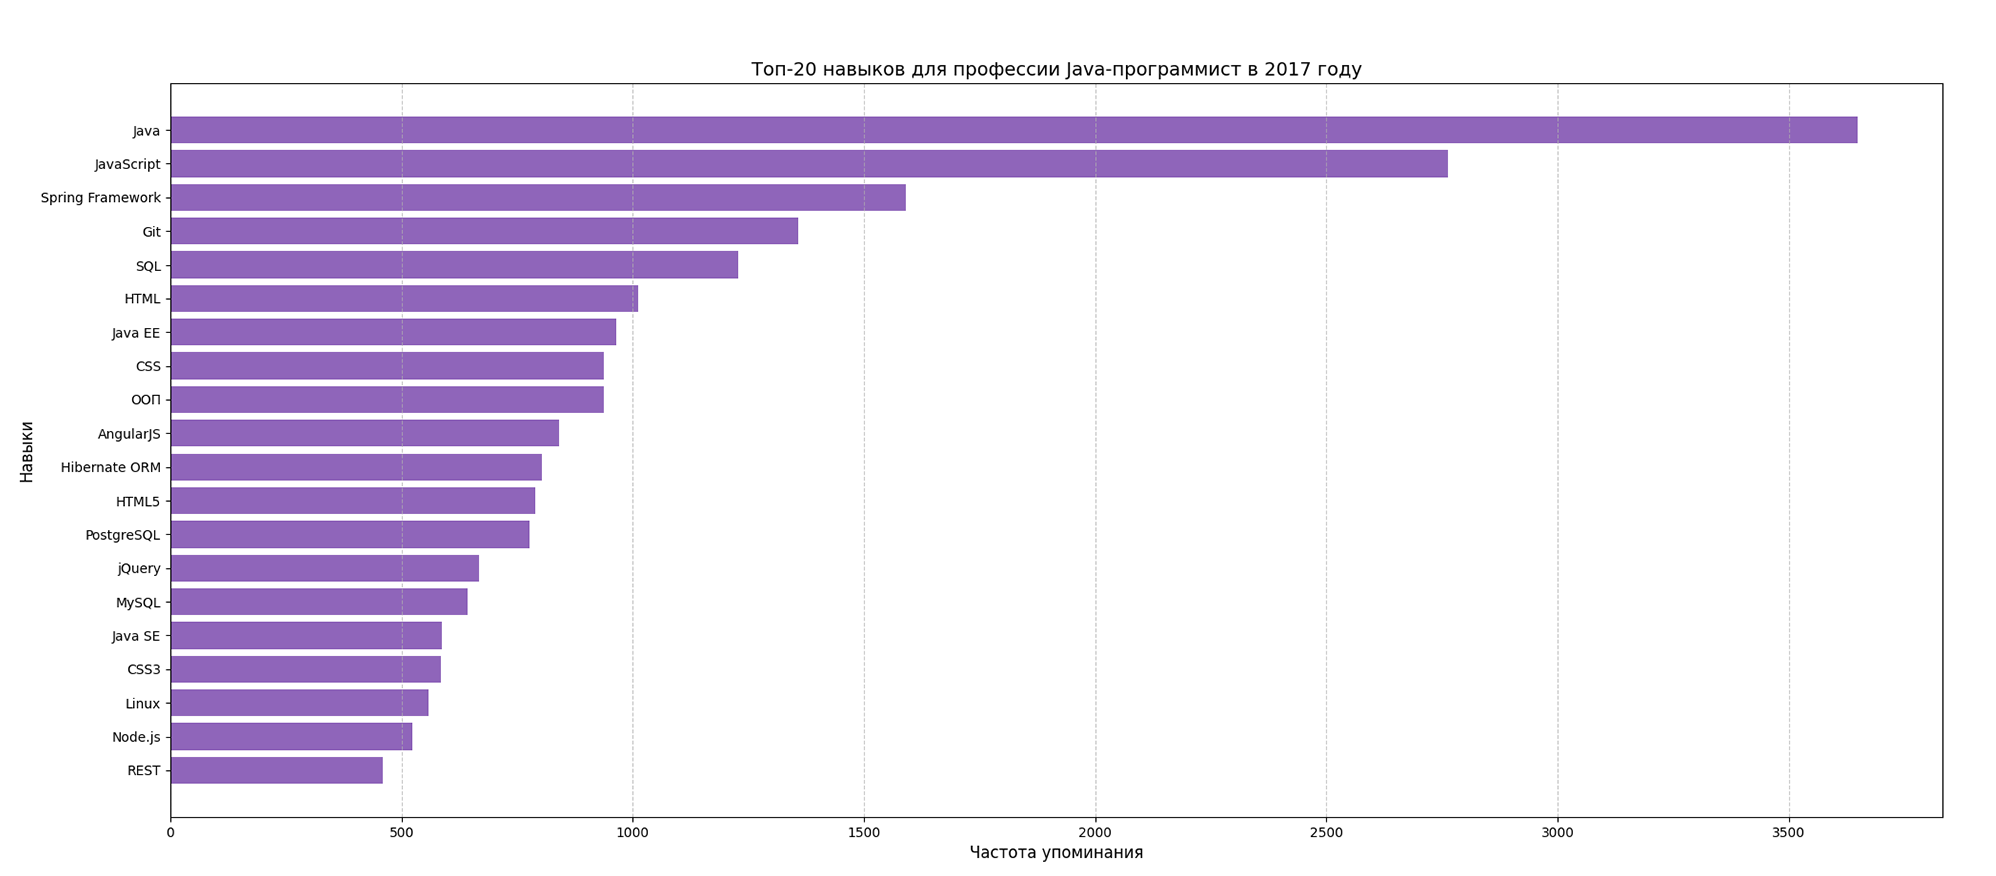 Топ-20 навыков для профессии Java-программист в 2017 году
Java
JavaScript
Spring Framework
Git
SQL
HTML
Java EE
CSS
ООП
AngularJS
Hibernate ORM
HTML5
PostgreSQL
jQuery
MySQL
Java SE
CSS3
Linux
Node.js
REST
Навыки
0 500 1000 1500 2000 2500 3000 3500
Частота упоминания